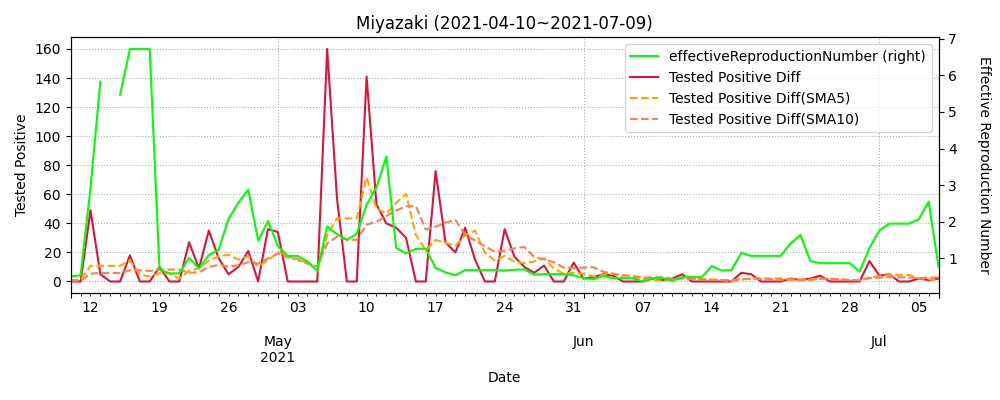 Miyazaki (2021-04-10~2021-07-09)
effectiveReproductionNumber (right)
Tested Positive Diff
Tested Positive Diff(SMA5)
Tested Positive Diff(SMA10)
Tested Positive
160
140
120
100
80
60
40
20
0
7
6
5
4
3
2
1
Effective Reproduction Number
12 19 26 03 10 17 24 31 07 14 21 28 05
May Jun Jul
2021
Date